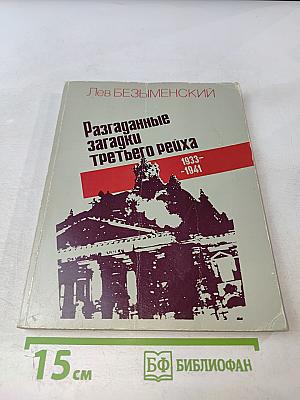 Лев БЕЗЫМЕНСКИЙ
Разгаданные
загадки
третьего рейха
1933–
-1941
15 см
БФ БИБЛИОФАН